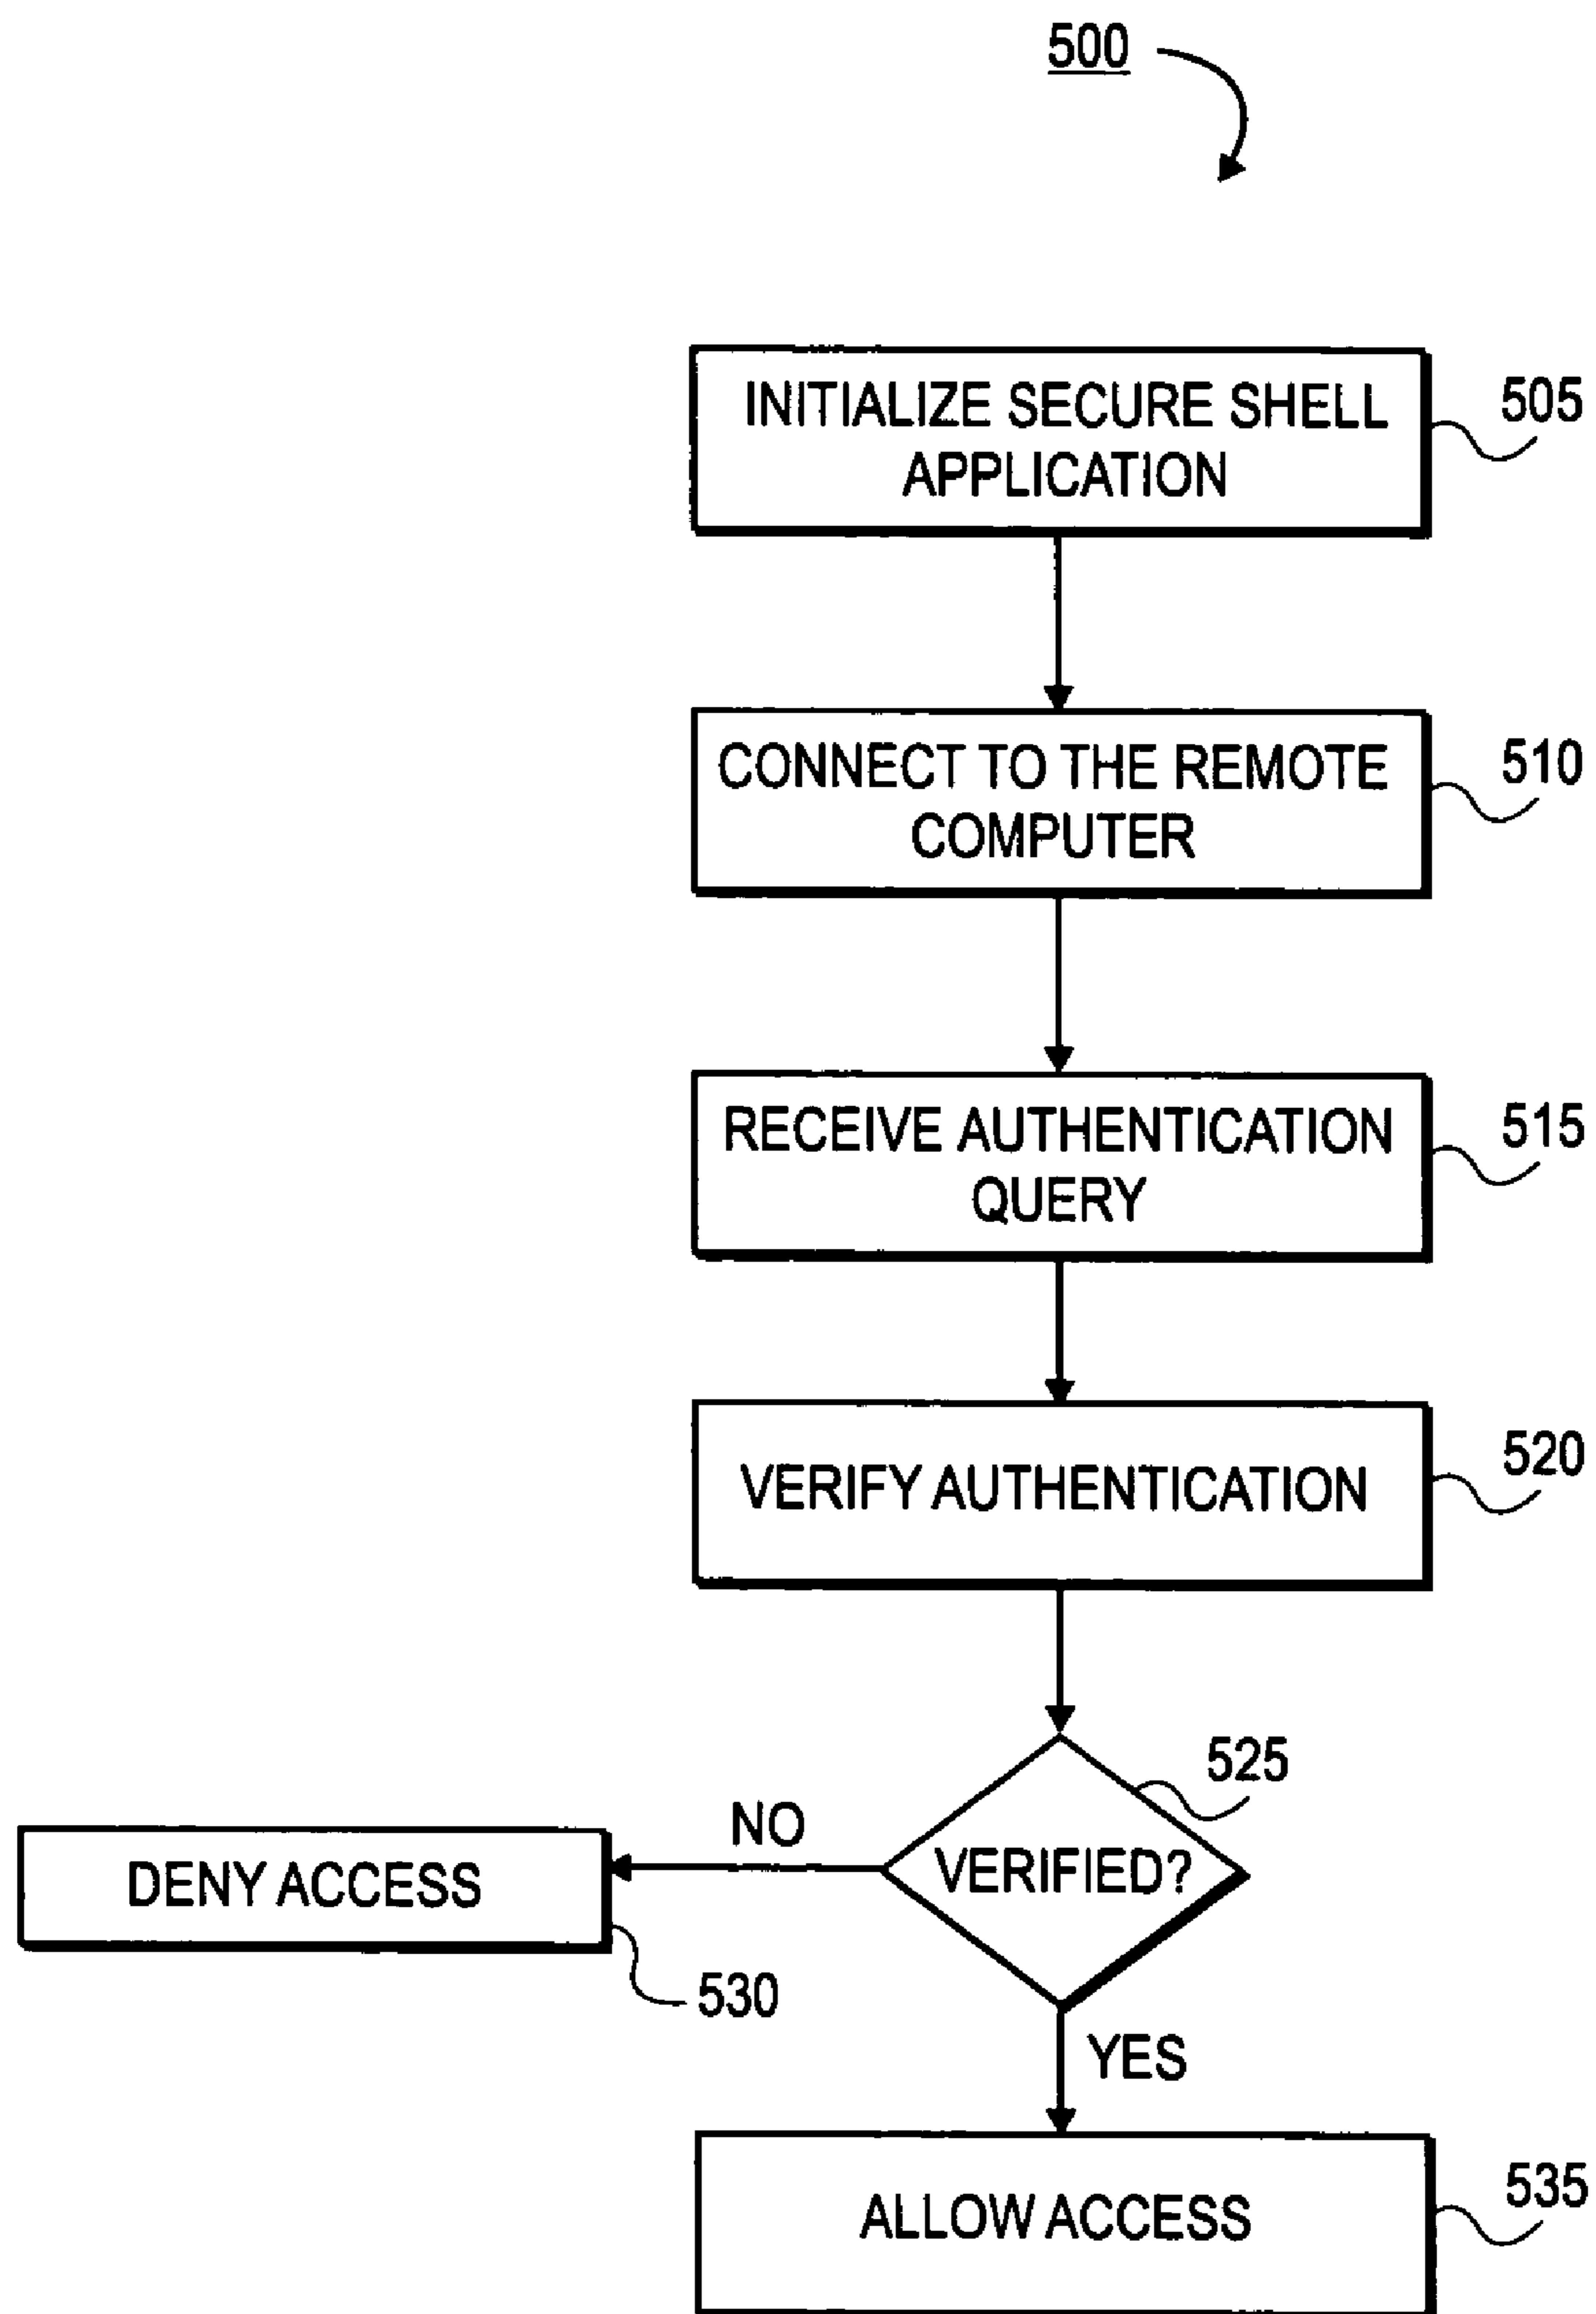 500
INITIALIZE SECURE SHELL
APPLICATION
505
CONNECT TO THE REMOTE
COMPUTER
510
RECEIVE AUTHENTICATION
QUERY
515
VERIFY AUTHENTICATION
520
525
VERIFIED?
NO
DENY ACCESS
530
YES
ALLOW ACCESS
535